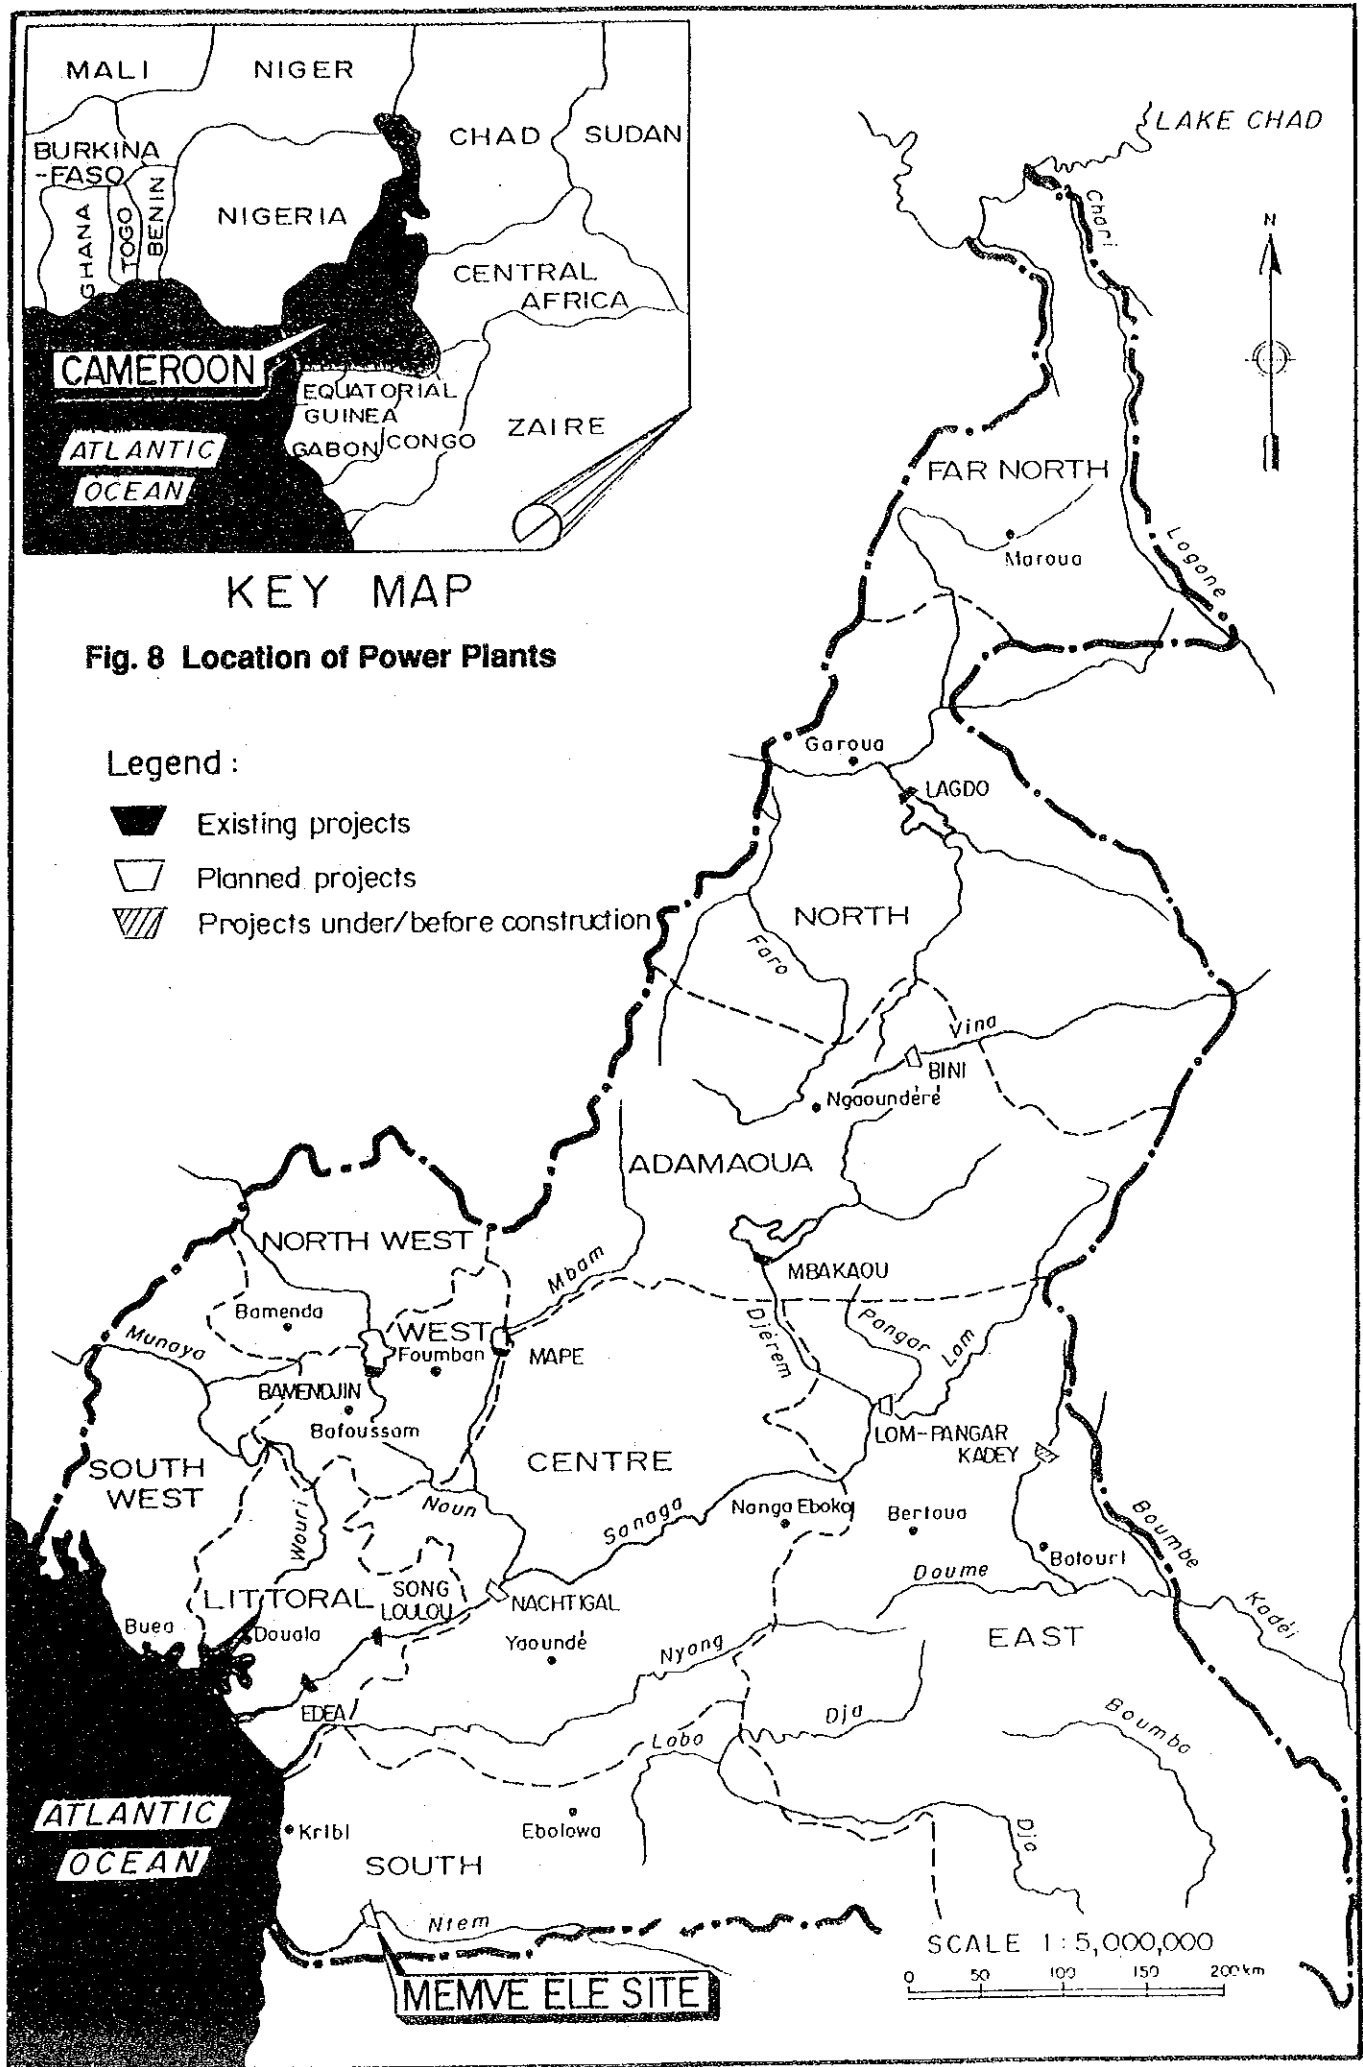 MALI
NIGER
CHAD
SUDAN
BURKINA
-FASO
GHANA
TOGO
BENIN
NIGERIA
CENTRAL
AFRICA
CAMEROON
EQUATORIAL
GUINEA
GABON
CONGO
ZAIRE
ATLANTIC
OCEAN
KEY MAP
Fig. 8 Location of Power Plants
Legend :
Existing projects
Planned projects
Projects under/before construction
LAKE CHAD
N
Chari
FAR NORTH
Maroua
Logone
Garoua
LAGDO
NORTH
Faro
Vina
BINI
Ngaoundéré
ADAMAOUA
NORTH WEST
Mbam
MBAKAOU
Bamenda
Munaya
WEST
Foumban
MAPE
Djérem
Pangar
Lom
BAMENDJIN
Bafoussam
LOM-PANGAR
KADEY
CENTRE
SOUTH
WEST
Noun
Wouri
Sanaga
Nanga Eboko
Bertoua
Boumbe
Batouri
Doume
LITTORAL
SONG
LOULOU
NACHTIGAL
Kadéi
Buea
Douala
Yaoundé
Nyong
EAST
EDEA
Lobo
Dja
Boumba
ATLANTIC
OCEAN
Kribi
Ebolowa
Dja
SOUTH
Ntem
SCALE 1 : 5,000,000
0 50 100 150 200 km
MEMVE ELE SITE